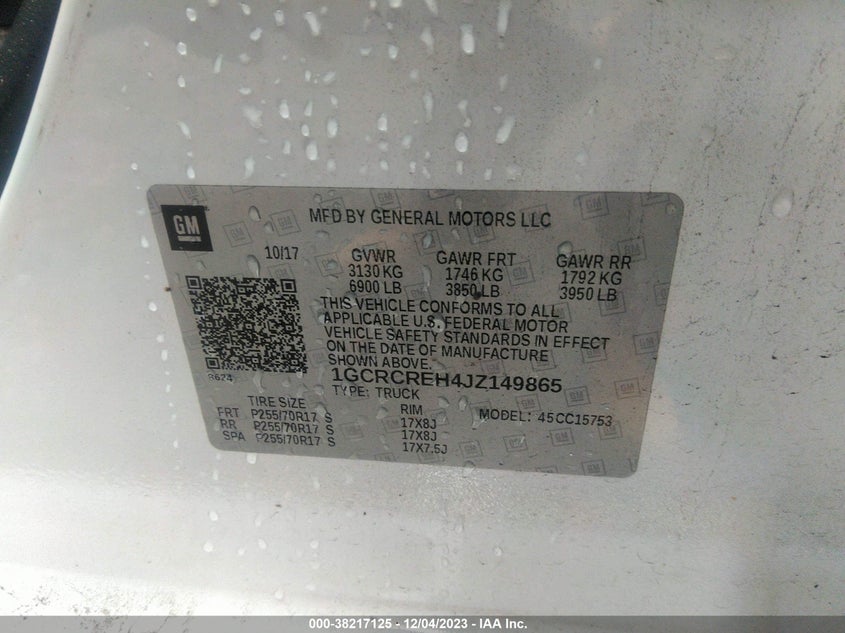 GM
MFD BY GENERAL MOTORS LLC
10/17 GVWR GAWR FRT GAWR RR
3130 KG 1746 KG 1792 KG
6900 LB 3850 LB 3950 LB
THIS VEHICLE CONFORMS TO ALL
APPLICABLE U.S. FEDERAL MOTOR
VEHICLE SAFETY STANDARDS IN EFFECT
ON THE DATE OF MANUFACTURE
SHOWN ABOVE.
1GCRCREH4JZ149865
TYPE: TRUCK
MODEL: 45CC15753
TIRE SIZE RIM
FRT P255/70R17 S 17X8J
RR P255/70R17 S 17X8J
SPA P255/70R17 S 17X7.5J
000-38217125 - 12/04/2023 - IAA Inc.